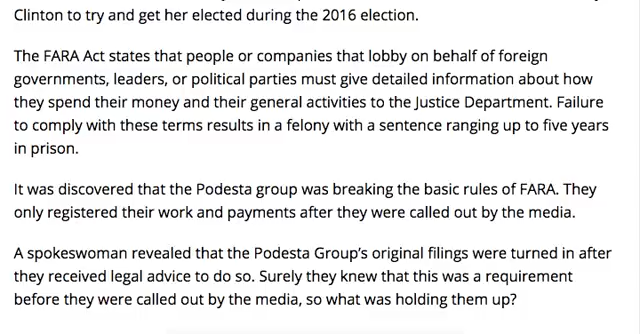 Clinton to try and get her elected during the 2016 election.
The FARA Act states that people or companies that lobby on behalf of foreign
governments, leaders, or political parties must give detailed information about how
they spend their money and their general activities to the Justice Department. Failure
to comply with these terms results in a felony with a sentence ranging up to five years
in prison.
It was discovered that the Podesta group was breaking the basic rules of FARA. They
only registered their work and payments after they were called out by the media.
A spokeswoman revealed that the Podesta Group's original filings were turned in after
they received legal advice to do so. Surely they knew that this was a requirement
before they were called out by the media, so what was holding them up?